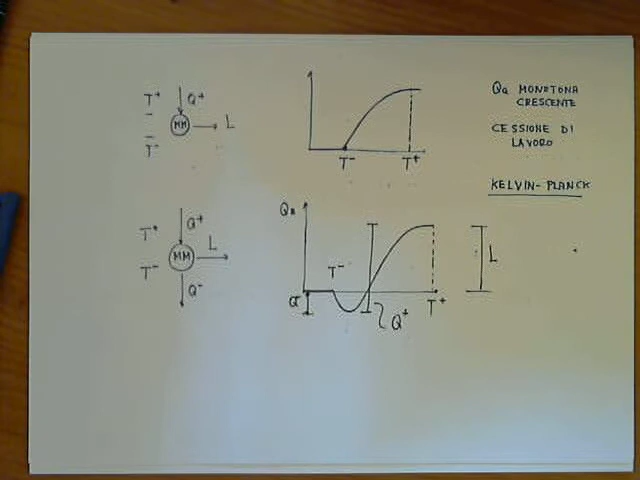 T⁺
Q⁺
MM
L
T⁻
T⁻
T⁺
Qa MONOTONA
CRESCENTE
CESSIONE DI
LAVORO
KELVIN-PLANCK
T⁺
Q⁺
L
MM
T⁻
Q⁻
Qa
T⁻
Q⁻
Q⁺
T⁺
L